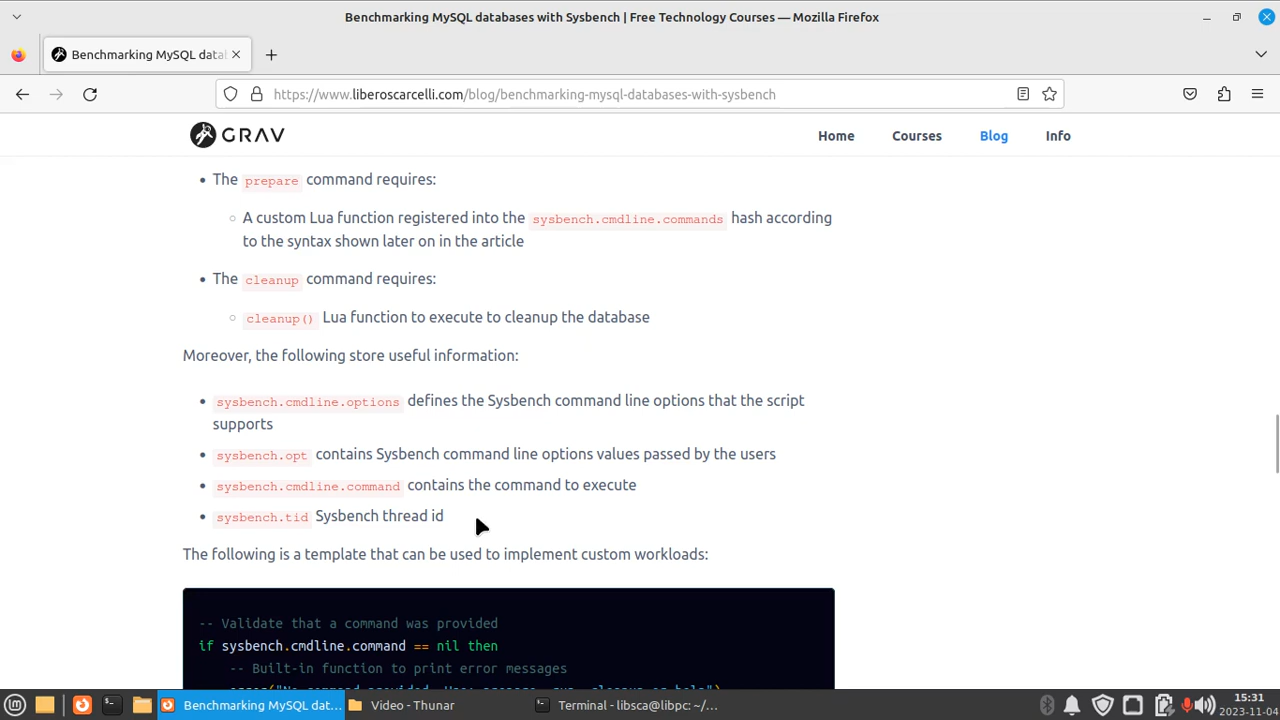 Benchmarking MySQL databases with Sysbench | Free Technology Courses — Mozilla Firefox
Benchmarking MySQL data
https://www.liberoscarcelli.com/blog/benchmarking-mysql-databases-with-sysbench
GRAV
Home Courses Blog Info
• The prepare command requires:
○ A custom Lua function registered into the sysbench.cmdline.commands hash according
to the syntax shown later on in the article
• The cleanup command requires:
○ cleanup() Lua function to execute to cleanup the database
Moreover, the following store useful information:
• sysbench.cmdline.options defines the Sysbench command line options that the script
supports
• sysbench.opt contains Sysbench command line options values passed by the users
• sysbench.cmdline.command contains the command to execute
• sysbench.tid Sysbench thread id
The following is a template that can be used to implement custom workloads:
-- Validate that a command was provided
if sysbench.cmdline.command == nil then
-- Built-in function to print error messages
Benchmarking MySQL dat... Video - Thunar Terminal - libsca@libpc: ~/...
15:31
2023-11-04